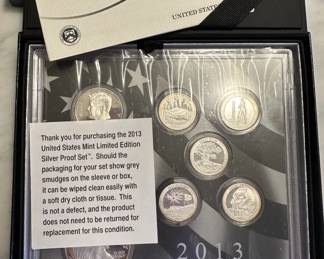 UNITED STATES
Thank you for purchasing the 2013
United States Mint Limited Edition
Silver Proof Set™. Should the
packaging for your set show grey
smudges on the sleeve or box,
it can be wiped clean easily with
a soft dry cloth or tissue. This
is not a defect, and the product
does not need to be returned for
replacement for this condition.
2013